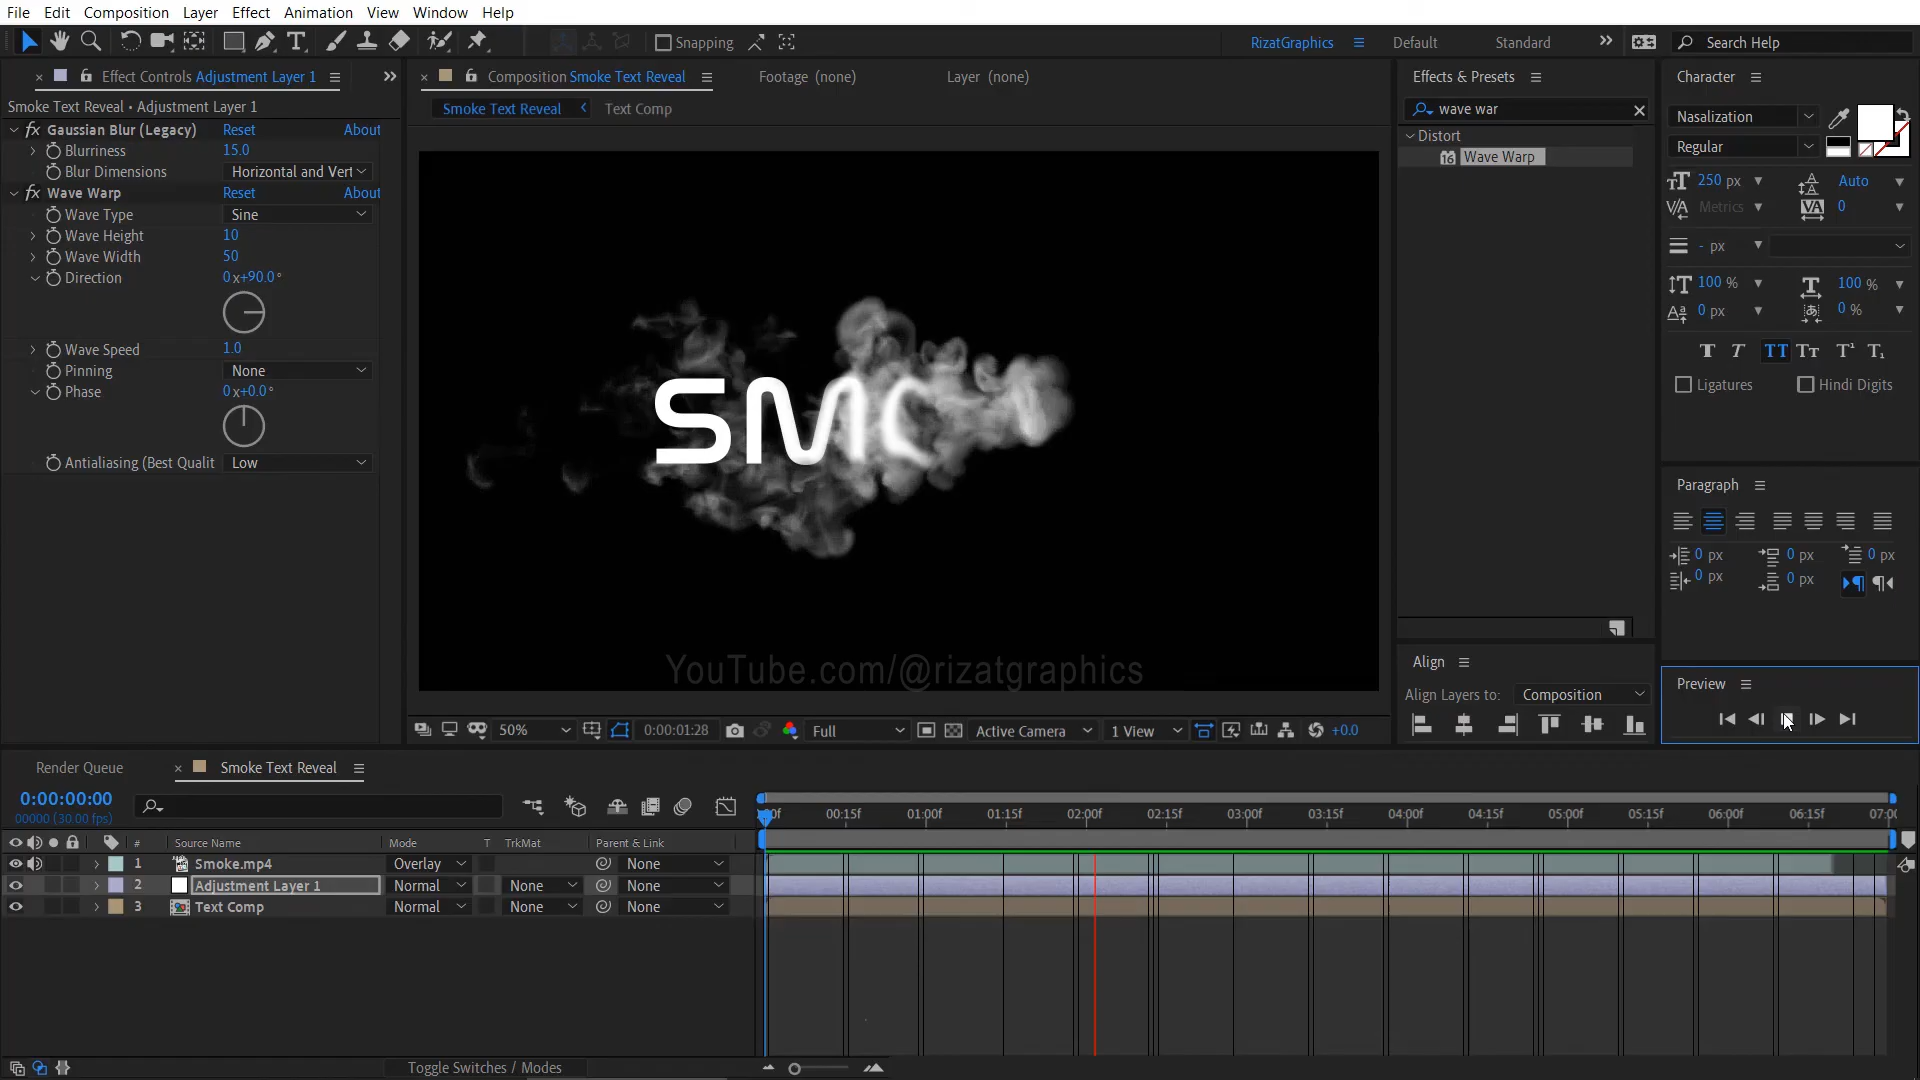 File Edit Composition Layer Effect Animation View Window Help
Snapping
RizatGraphics Default Standard Search Help
Effect Controls Adjustment Layer 1
Smoke Text Reveal • Adjustment Layer 1
Gaussian Blur (Legacy) Reset About
Blurriness 15.0
Blur Dimensions Horizontal and Vert
Wave Warp Reset About
Wave Type Sine
Wave Height 10
Wave Width 50
Direction 0x+90.0°
Wave Speed 1.0
Pinning None
Phase 0x+0.0°
Antialiasing (Best Qualit Low
Composition Smoke Text Reveal Footage (none) Layer (none)
Smoke Text Reveal Text Comp
SMO
YouTube.com/@rizatgraphics
50% 0:00:01:28 Full Active Camera 1 View +0.0
Effects & Presets
wave war
Distort
16 Wave Warp
Align
Align Layers to: Composition
Character
Nasalization
Regular
250 px Auto
Metrics 0
- px
100 % 100 %
0 px 0 %
Ligatures Hindi Digits
Paragraph
0 px 0 px 0 px
0 px 0 px
Preview
Render Queue Smoke Text Reveal
0:00:00:00
00000 (30.00 fps)
00:15f 01:00f 01:15f 02:00f 02:15f 03:00f 03:15f 04:00f 04:15f 05:00f 05:15f 06:00f 06:15f
# Source Name Mode T TrkMat Parent & Link
1 Smoke.mp4 Overlay None
2 Adjustment Layer 1 Normal None None
3 Text Comp Normal None None
Toggle Switches / Modes